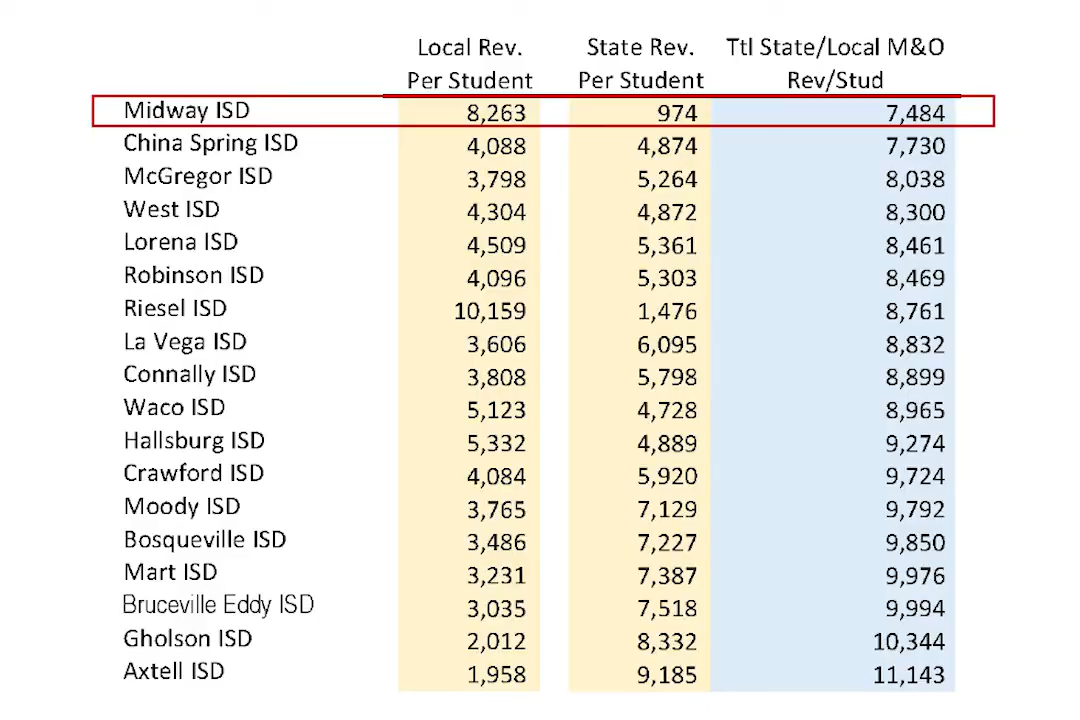 Local Rev. State Rev. Ttl State/Local M&O
Per Student Per Student Rev/Stud
Midway ISD 8,263 974 7,484
China Spring ISD 4,088 4,874 7,730
McGregor ISD 3,798 5,264 8,038
West ISD 4,304 4,872 8,300
Lorena ISD 4,509 5,361 8,461
Robinson ISD 4,096 5,303 8,469
Riesel ISD 10,159 1,476 8,761
La Vega ISD 3,606 6,095 8,832
Connally ISD 3,808 5,798 8,899
Waco ISD 5,123 4,728 8,965
Hallsburg ISD 5,332 4,889 9,274
Crawford ISD 4,084 5,920 9,724
Moody ISD 3,765 7,129 9,792
Bosqueville ISD 3,486 7,227 9,850
Mart ISD 3,231 7,387 9,976
Bruceville Eddy ISD 3,035 7,518 9,994
Gholson ISD 2,012 8,332 10,344
Axtell ISD 1,958 9,185 11,143